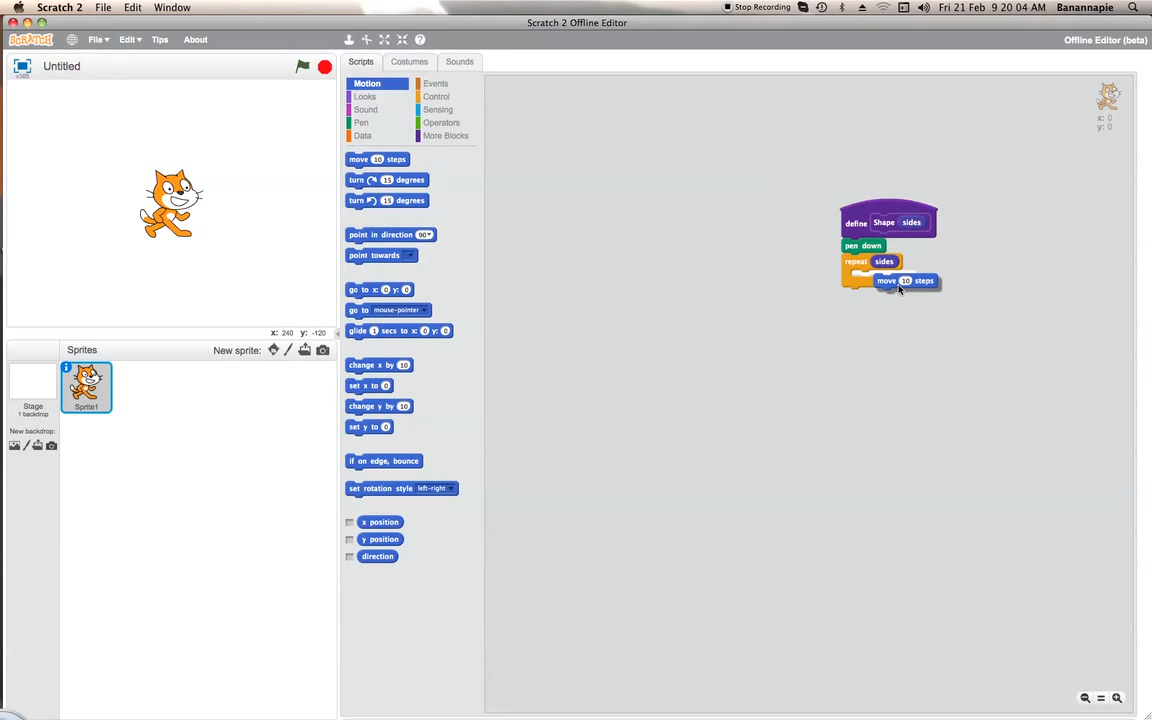 Scratch 2 File Edit Window Stop Recording Fri 21 Feb 9 20 04 AM Banannapie
Scratch 2 Offline Editor
SCRATCH File Edit Tips About Offline Editor (beta)
v385 Untitled
Scripts Costumes Sounds
Motion Events
Looks Control
Sound Sensing
Pen Operators
Data More Blocks
x: 0
y: 0
move 10 steps
turn 15 degrees
turn 15 degrees
point in direction 90
point towards
go to x: 0 y: 0
go to mouse-pointer
glide 1 secs to x: 0 y: 0
change x by 10
set x to 0
change y by 10
set y to 0
if on edge, bounce
set rotation style left-right
x position
y position
direction
define Shape sides
pen down
repeat sides
move 10 steps
x: 240 y: -120
Sprites New sprite:
Stage
1 backdrop
New backdrop:
Sprite1